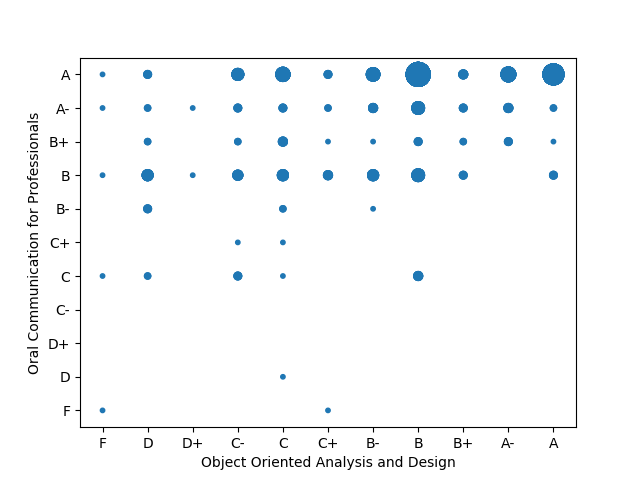 Oral Communication for Professionals
A
A-
B+
B
B-
C+
C
C-
D+
D
F
F D D+ C- C C+ B- B B+ A- A
Object Oriented Analysis and Design